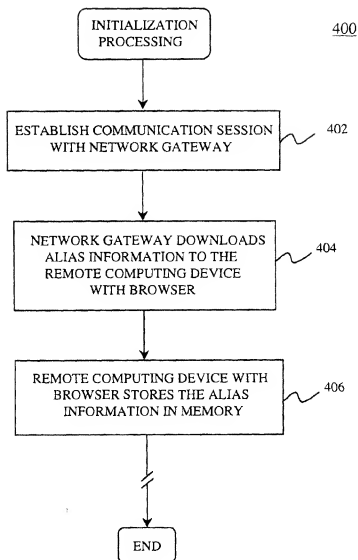 INITIALIZATION
PROCESSING
400
ESTABLISH COMMUNICATION SESSION
WITH NETWORK GATEWAY
402
NETWORK GATEWAY DOWNLOADS
ALIAS INFORMATION TO THE
REMOTE COMPUTING DEVICE
WITH BROWSER
404
REMOTE COMPUTING DEVICE WITH
BROWSER STORES THE ALIAS
INFORMATION IN MEMORY
406
END